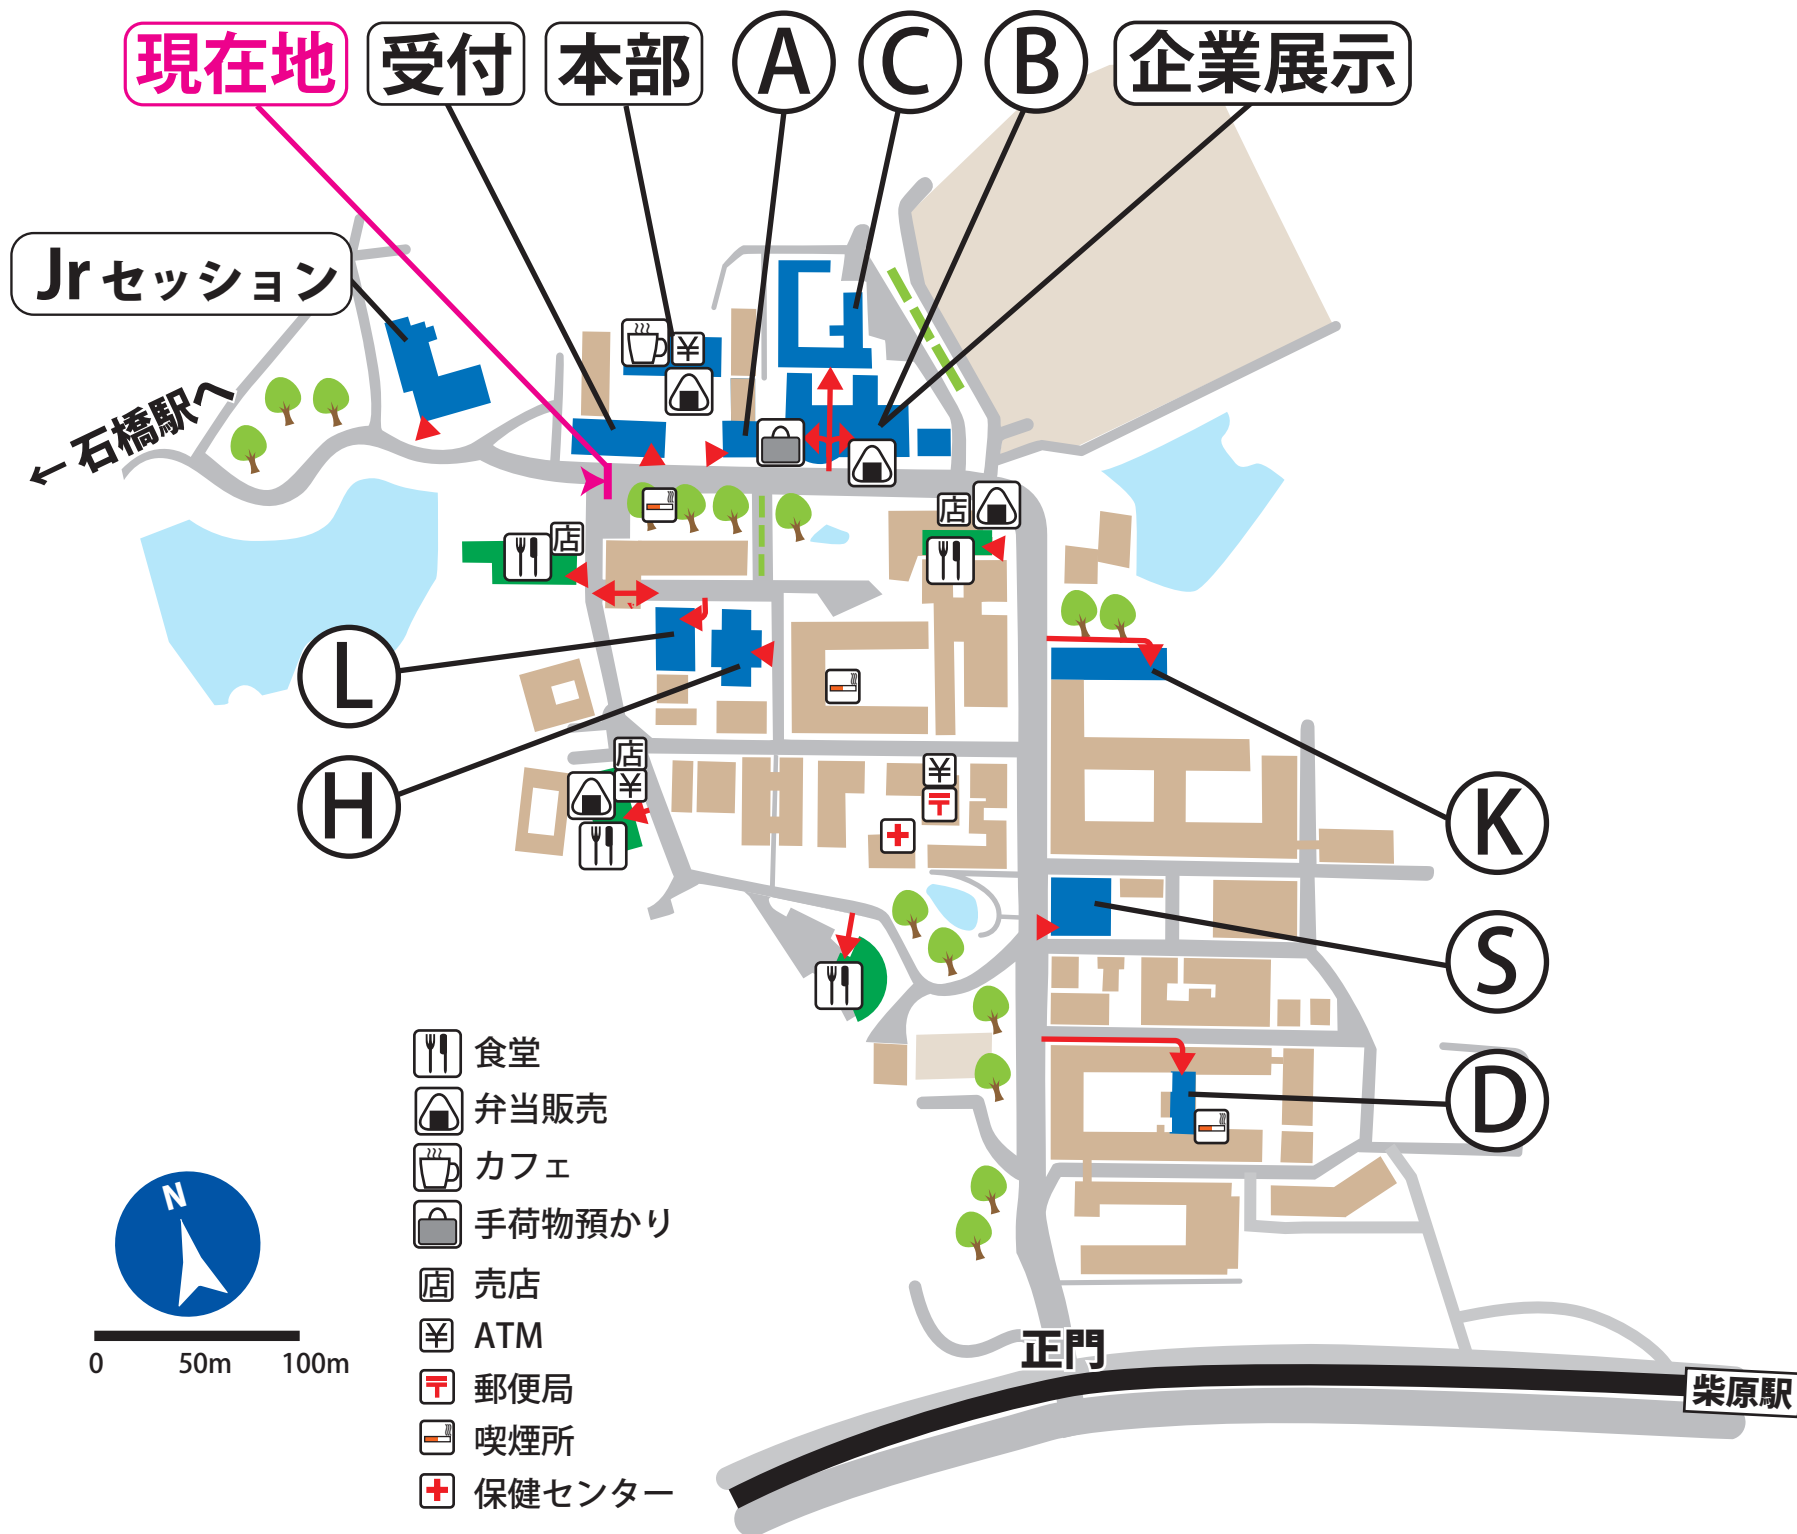 現在地
受付
本部
A
C
B
企業展示
Jrセッション
←石橋駅へ
¥
店
店
L
H
店
¥
¥
〒
K
S
D
食堂
弁当販売
カフェ
手荷物預かり
店 売店
¥ ATM
〒 郵便局
喫煙所
保健センター
N
0 50m 100m
正門
柴原駅